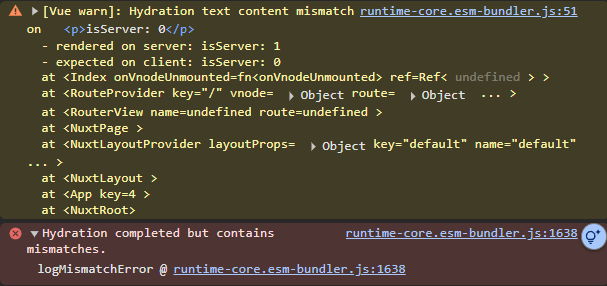 [Vue warn]: Hydration text content mismatch runtime-core.esm-bundler.js:51
on <p>isServer: 0</p>
- rendered on server: isServer: 1
- expected on client: isServer: 0
at <Index onVnodeUnmounted=fn<onVnodeUnmounted> ref=Ref< undefined > >
at <RouteProvider key="/" vnode= ▶Object route= ▶Object ... >
at <RouterView name=undefined route=undefined >
at <NuxtPage >
at <NuxtLayoutProvider layoutProps= ▶Object key="default" name="default"
... >
at <NuxtLayout >
at <App key=4 >
at <NuxtRoot>
Hydration completed but contains runtime-core.esm-bundler.js:1638
mismatches.
logMismatchError @ runtime-core.esm-bundler.js:1638